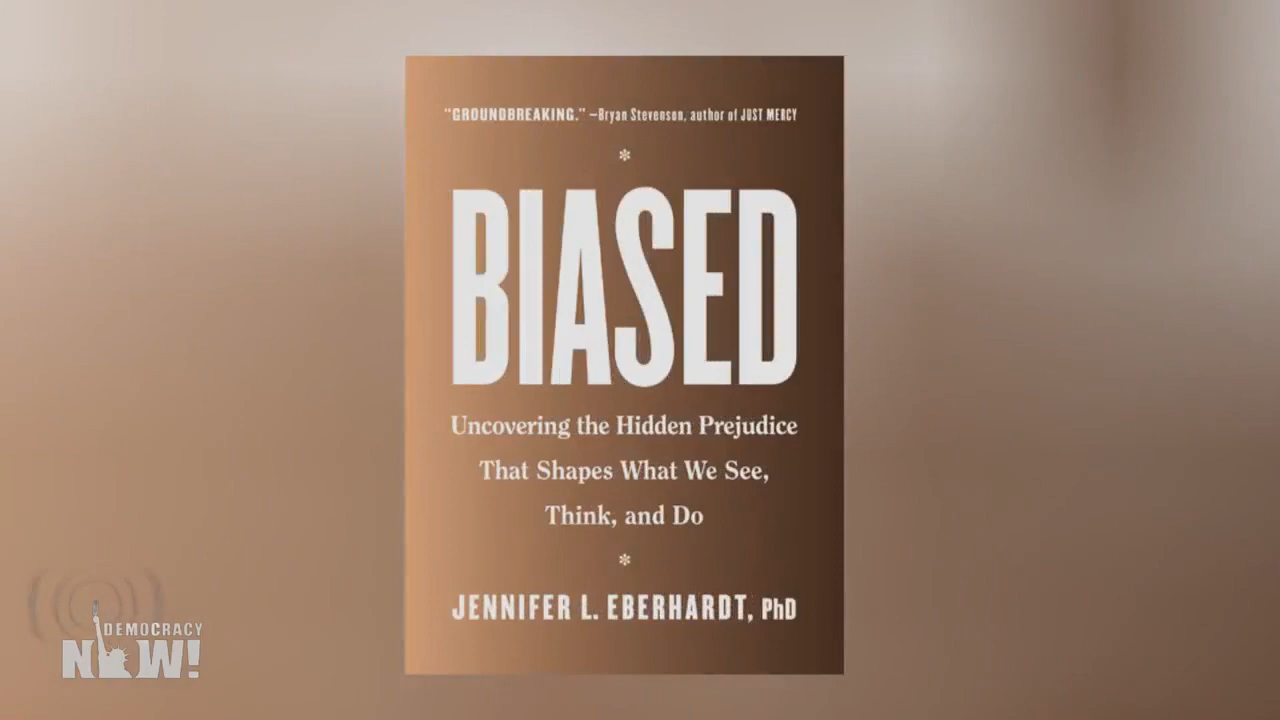 "GROUNDBREAKING." –Bryan Stevenson, author of JUST MERCY
BIASED
Uncovering the Hidden Prejudice
That Shapes What We See,
Think, and Do
JENNIFER L. EBERHARDT, PhD
DEMOCRACY
NOW!